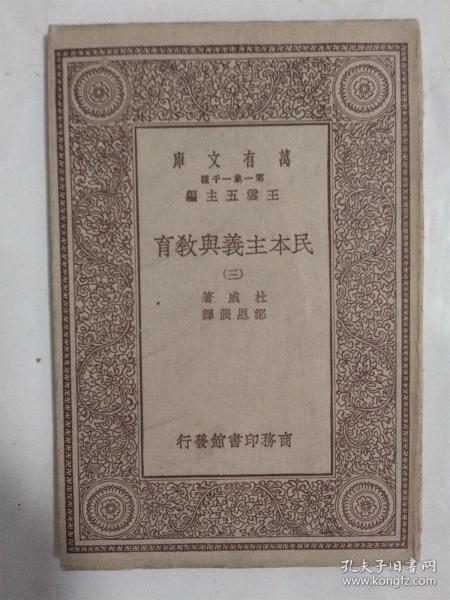 萬有文庫
第一集一千種
王雲五主編
民本主義與敎育
(三)
杜威著
鄒恩潤譯
商務印書館發行
孔夫子旧书网
www.kongfz.com